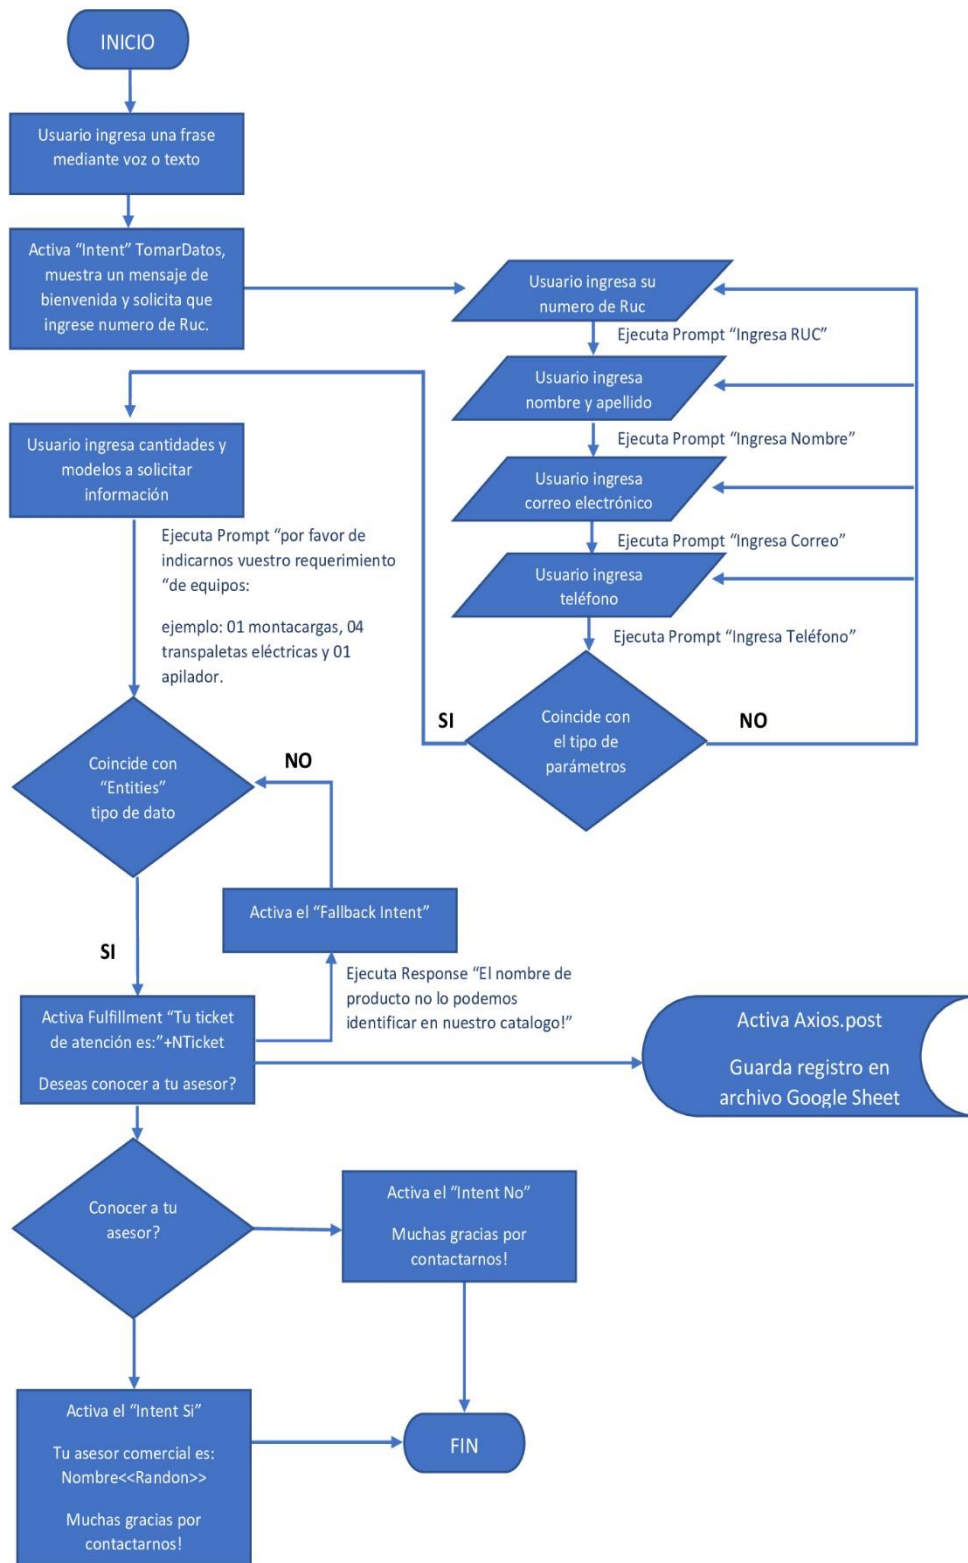 INICIO
Usuario ingresa una frase
mediante voz o texto
Activa “Intent” TomarDatos,
muestra un mensaje de
bienvenida y solicita que
ingrese numero de Ruc.
Usuario ingresa su
numero de Ruc
Ejecuta Prompt “Ingresa RUC”
Usuario ingresa
nombre y apellido
Ejecuta Prompt “Ingresa Nombre”
Usuario ingresa
correo electrónico
Ejecuta Prompt “Ingresa Correo”
Usuario ingresa
teléfono
Ejecuta Prompt “Ingresa Teléfono”
Coincide con
el tipo de
parámetros
SI
NO
Usuario ingresa cantidades y
modelos a solicitar
información
Ejecuta Prompt “por favor de
indicarnos vuestro requerimiento
“de equipos:
ejemplo: 01 montacargas, 04
transpaletas eléctricas y 01
apilador.
Coincide con
“Entities”
tipo de dato
NO
Activa el “Fallback Intent”
SI
Ejecuta Response “El nombre de
producto no lo podemos
identificar en nuestro catalogo!”
Activa Fulfillment “Tu ticket
de atención es:”+NTicket
Deseas conocer a tu asesor?
Activa Axios.post
Guarda registro en
archivo Google Sheet
Conocer a tu
asesor?
Activa el “Intent No”
Muchas gracias por
contactarnos!
Activa el “Intent Si”
Tu asesor comercial es:
Nombre<<Randon>>
Muchas gracias por
contactarnos!
FIN